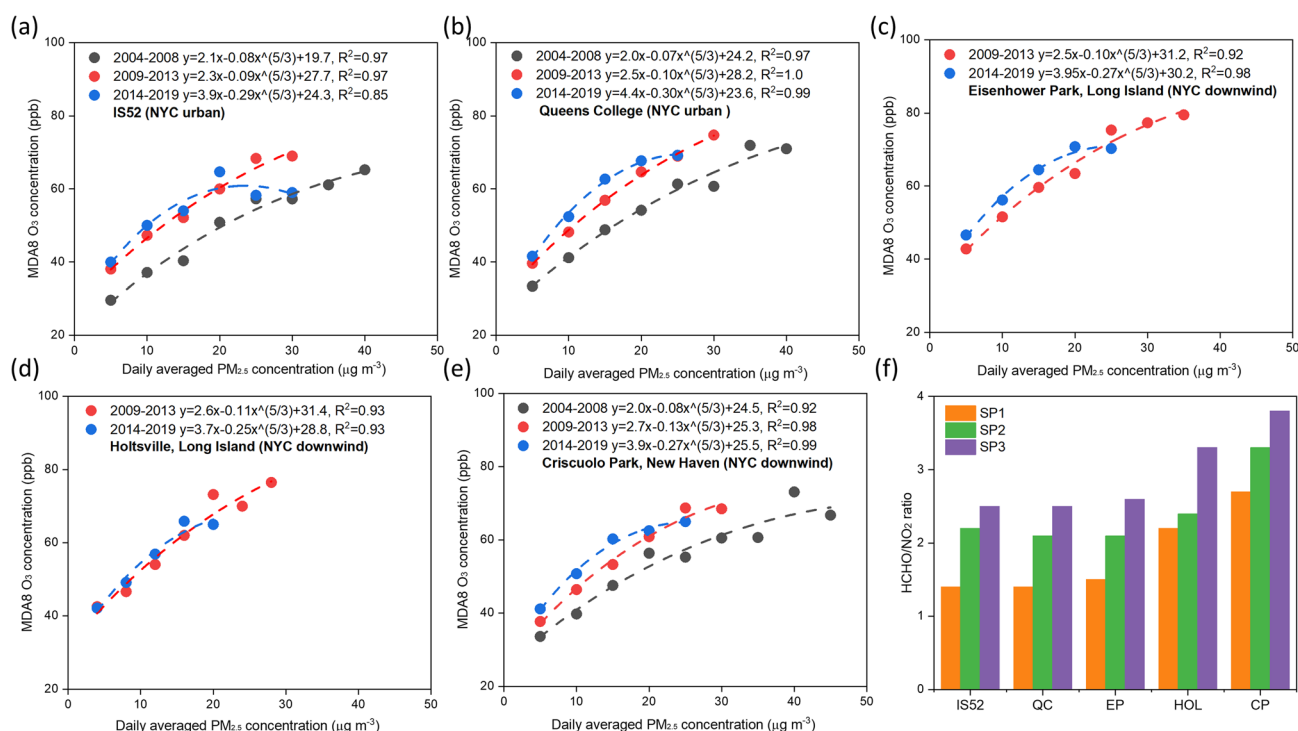 (a)
100
80
60
40
20
MDA8 O₃ concentration (ppb)
2004-2008 y=2.1x-0.08x^(5/3)+19.7, R²=0.97
2009-2013 y=2.3x-0.09x^(5/3)+27.7, R²=0.97
2014-2019 y=3.9x-0.29x^(5/3)+24.3, R²=0.85
IS52 (NYC urban)
0 10 20 30 40 50
Daily averaged PM₂.₅ concentration (μg m⁻³)
(b)
100
80
60
40
20
MDA8 O₃ concentration (ppb)
2004-2008 y=2.0x-0.07x^(5/3)+24.2, R²=0.97
2009-2013 y=2.5x-0.10x^(5/3)+28.2, R²=1.0
2014-2019 y=4.4x-0.30x^(5/3)+23.6, R²=0.99
Queens College (NYC urban )
0 10 20 30 40 50
Daily averaged PM₂.₅ concentration (μg m⁻³)
(c)
100
80
60
40
20
MDA8 O₃ concentration (ppb)
2009-2013 y=2.5x-0.10x^(5/3)+31.2, R²=0.92
2014-2019 y=3.95x-0.27x^(5/3)+30.2, R²=0.98
Eisenhower Park, Long Island (NYC downwind)
0 10 20 30 40 50
Daily averaged PM₂.₅ concentration (μg m⁻³)
(d)
100
80
60
40
20
MDA8 O₃ concentration (ppb)
2009-2013 y=2.6x-0.11x^(5/3)+31.4, R²=0.93
2014-2019 y=3.7x-0.25x^(5/3)+28.8, R²=0.93
Holtsville, Long Island (NYC downwind)
0 10 20 30 40 50
Daily averaged PM₂.₅ concentration (μg m⁻³)
(e)
100
80
60
40
20
MDA8 O₃ concentration (ppb)
2004-2008 y=2.0x-0.08x^(5/3)+24.5, R²=0.92
2009-2013 y=2.7x-0.13x^(5/3)+25.3, R²=0.98
2014-2019 y=3.9x-0.27x^(5/3)+25.5, R²=0.99
Criscuolo Park, New Haven (NYC downwind)
0 10 20 30 40 50
Daily averaged PM₂.₅ concentration (μg m⁻³)
(f)
4
3
2
1
0
HCHO/NO₂ ratio
SP1
SP2
SP3
IS52 QC EP HOL CP